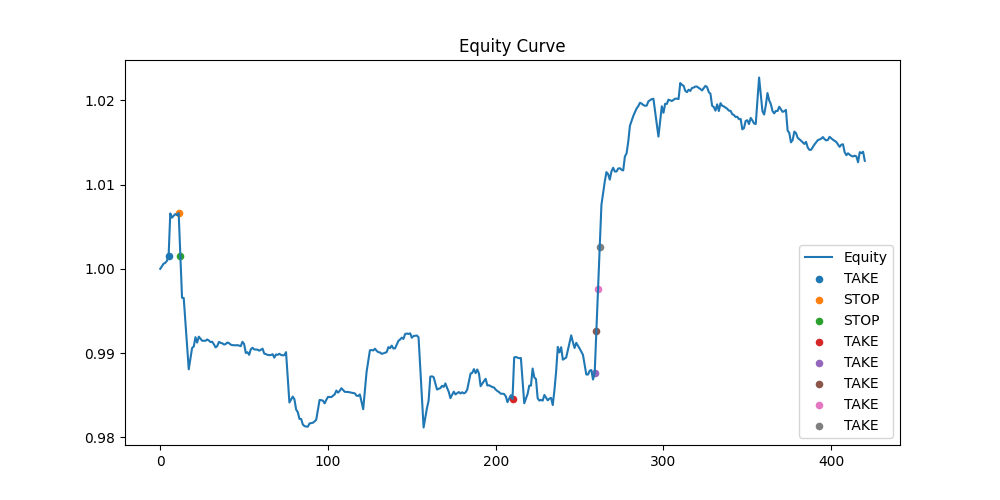 Equity Curve
1.02
1.01
1.00
0.99
0.98
0
100
200
300
400
Equity
TAKE
STOP
STOP
TAKE
TAKE
TAKE
TAKE
TAKE